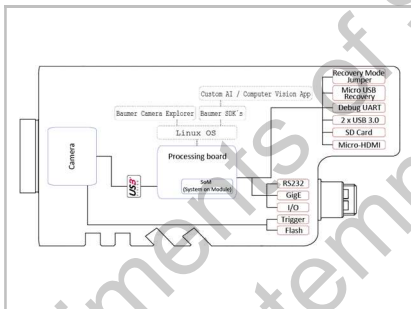 Custom AI / Computer Vision App
Baumer Camera Explorer
Baumer SDK's
Linux OS
Camera
Processing board
SoM
(System on Module)
USB
Recovery Mode
Jumper
Micro USB
Recovery
Debug UART
2 x USB 3.0
SD Card
Micro-HDMI
RS232
GigE
I/O
Trigger
Flash